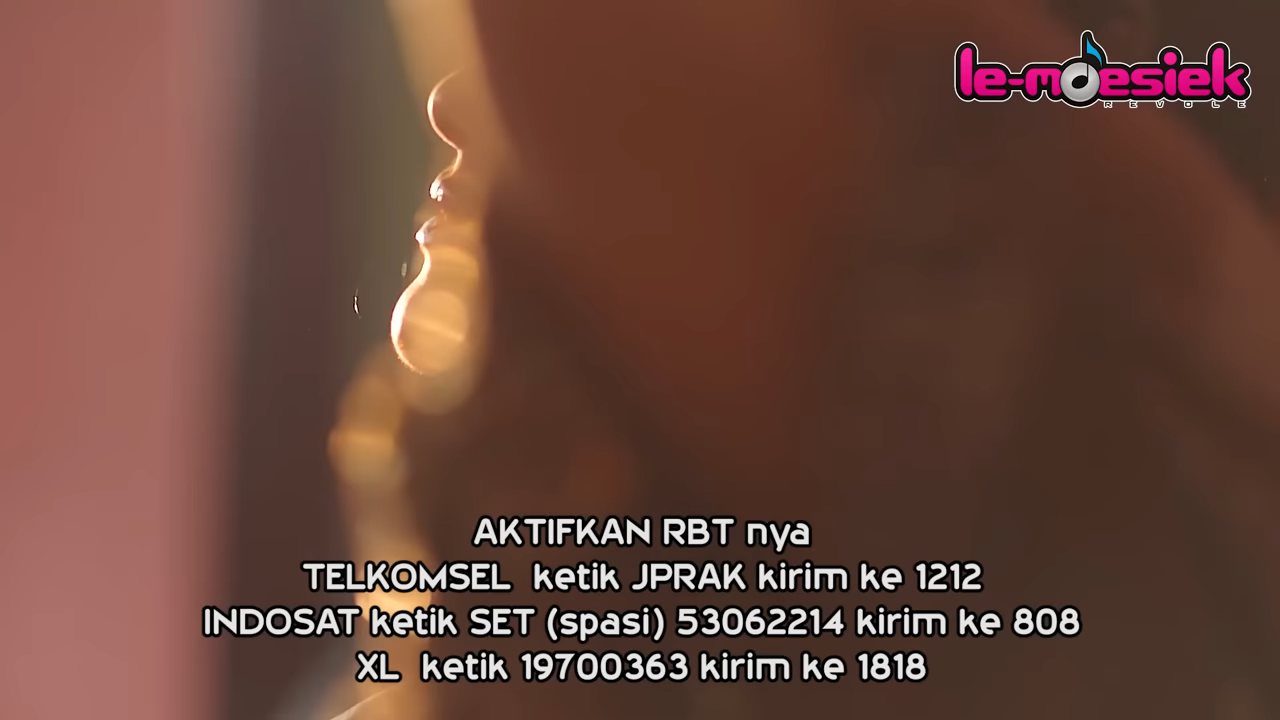 le-moesiek
REVOLE
AKTIFKAN RBT nya
TELKOMSEL ketik JPRAK kirim ke 1212
INDOSAT ketik SET (spasi) 53062214 kirim ke 808
XL ketik 19700363 kirim ke 1818